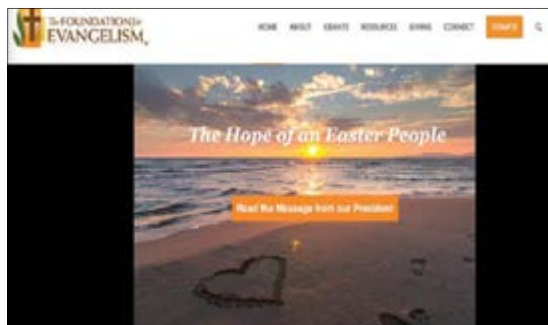 The FOUNDATION for
EVANGELISM
HOME ABOUT GRANTS RESOURCES GIVING CONNECT DONATE
The Hope of an Easter People
Read the Message from our President